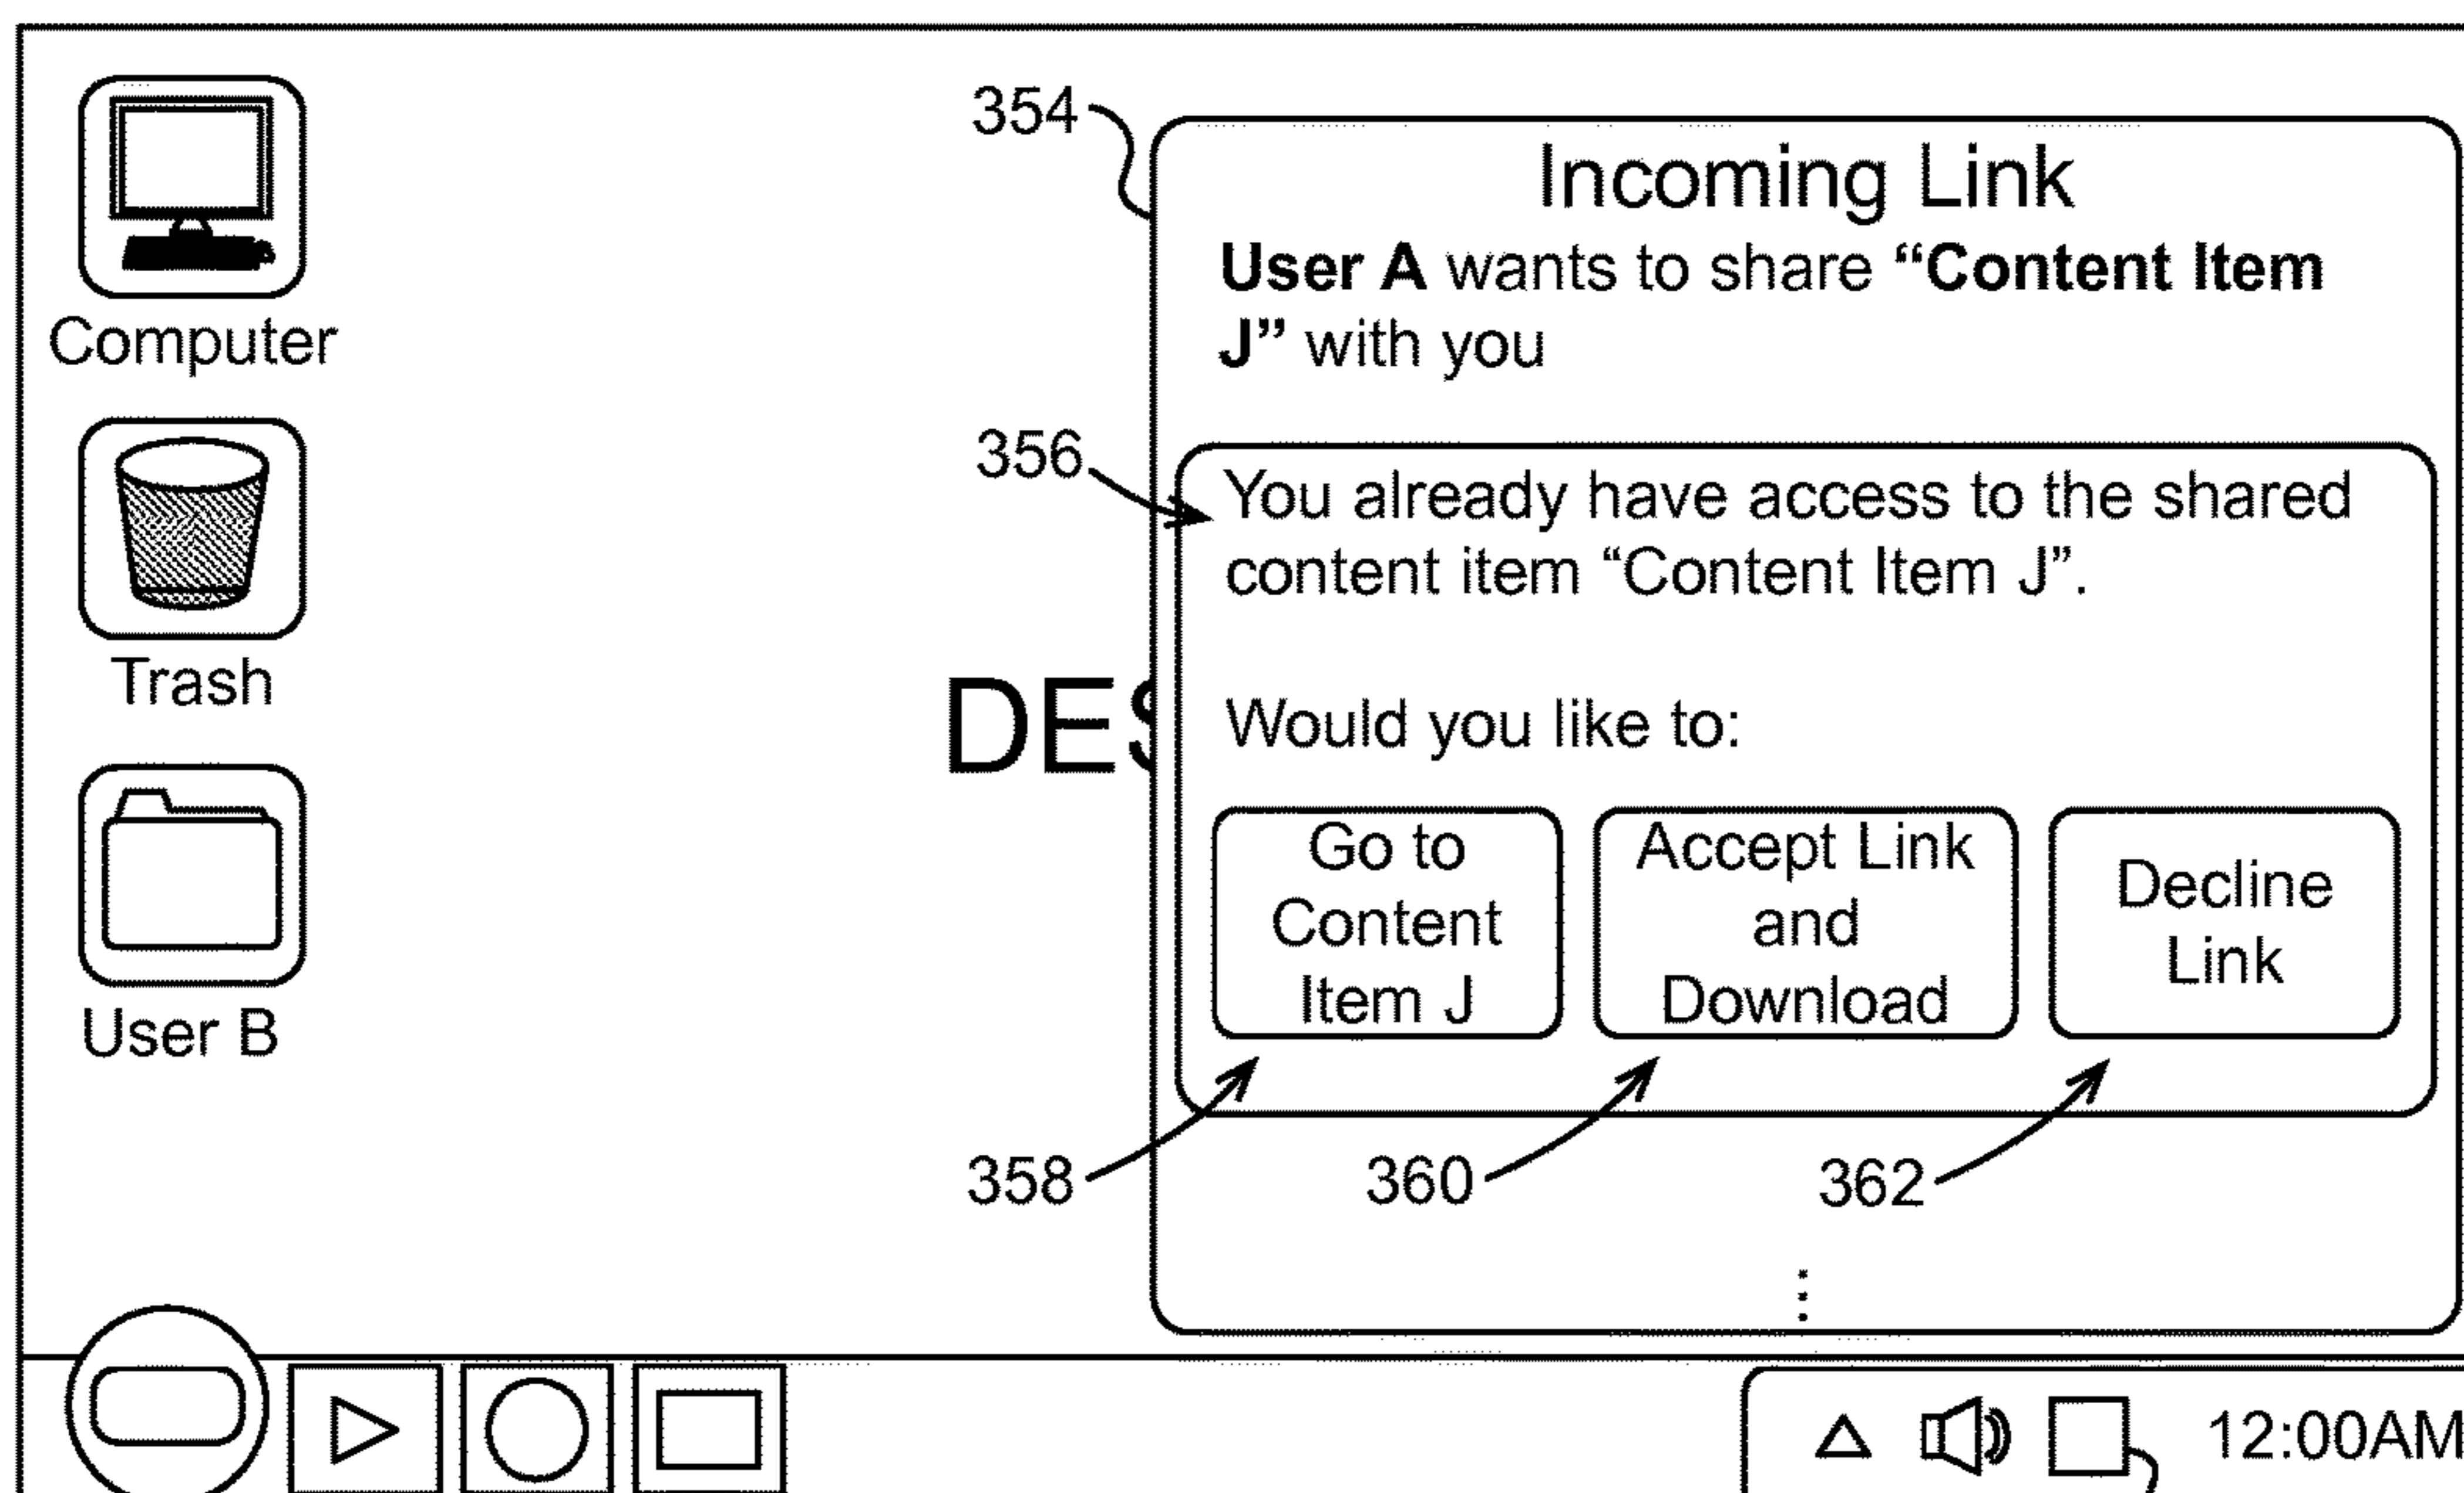 354
Incoming Link
User A wants to share “Content Item
J” with you
Computer
356
You already have access to the shared
content item “Content Item J”.
Trash
DES
Would you like to:
Go to
Content
Item J
Accept Link
and
Download
Decline
Link
User B
358
360
362
12:00AM